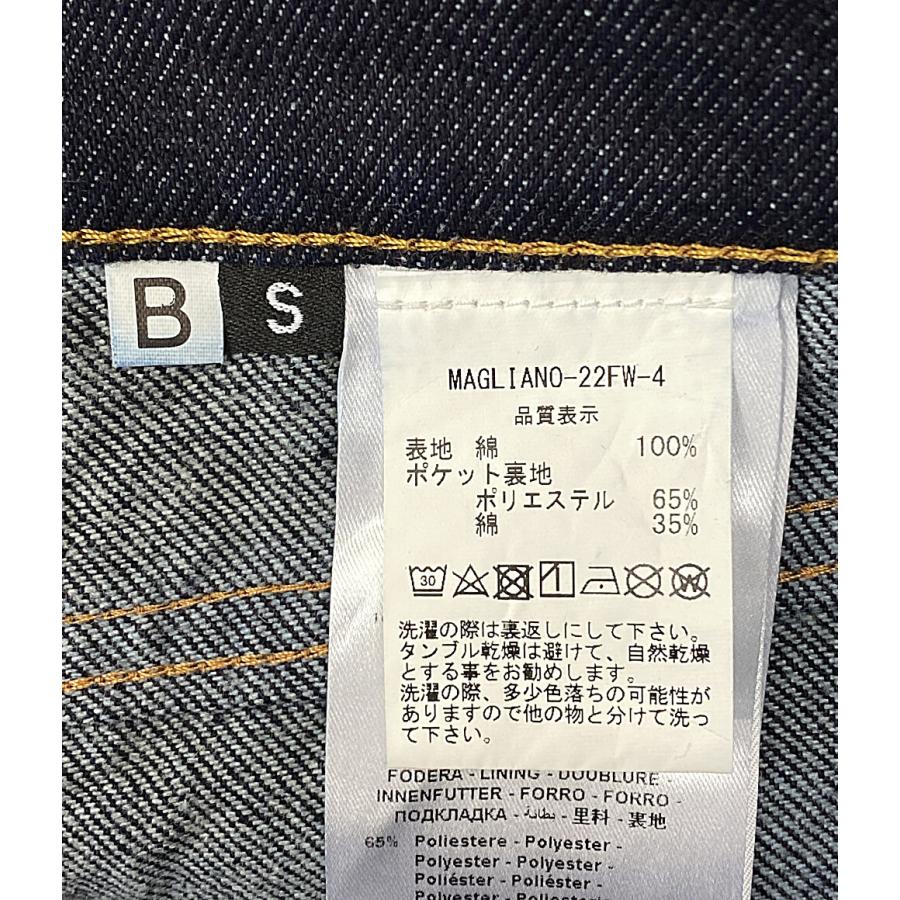 B
S
MAGLIANO-22FW-4
品質表示
表地 綿 100%
ポケット裏地
ポリエステル 65%
綿 35%
30
洗濯の際は裏返しにして下さい。
タンブル乾燥は避けて、自然乾燥
とする事をお勧めします。
洗濯の際、多少色落ちの可能性が
ありますので他の物と分けて洗っ
て下さい。
FODERA - LINING - DOUBLURE -
INNENFUTTER - FORRO - FORRO -
ПОДКЛАДКА - بطانة - 里料 - 裏地
65% Poliestere - Polyester -
Polyester - Polyester -
Poliéster - Poliéster -